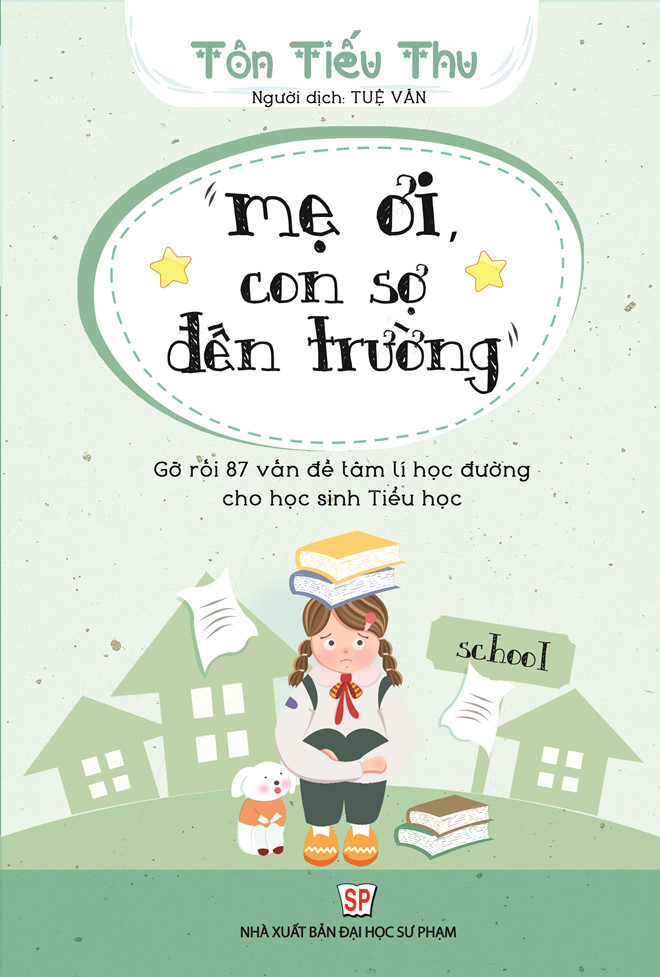 Tôn Tiếu Thu
Người dịch: TUỆ VĂN
"mẹ ơi,
con sợ
đến trường"
Gỡ rối 87 vấn đề tâm lí học đường
cho học sinh Tiểu học
school
SP
NHÀ XUẤT BẢN ĐẠI HỌC SƯ PHẠM